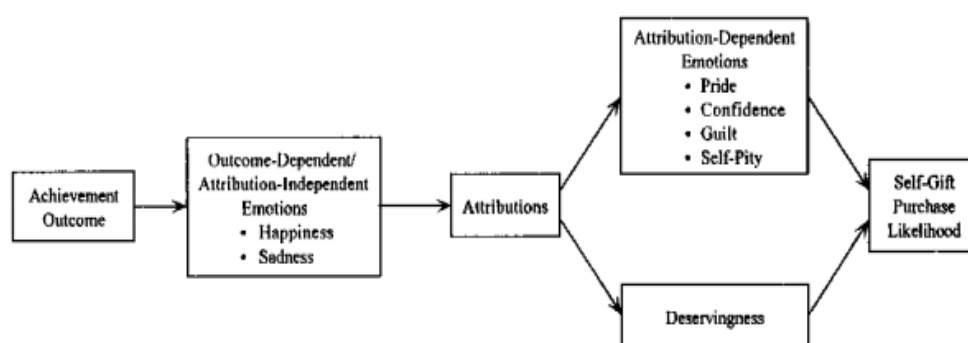 Achievement
Outcome
Outcome-Dependent/
Attribution-Independent
Emotions
• Happiness
• Sadness
Attributions
Attribution-Dependent
Emotions
• Pride
• Confidence
• Guilt
• Self-Pity
Deservingness
Self-Gift
Purchase
Likelihood